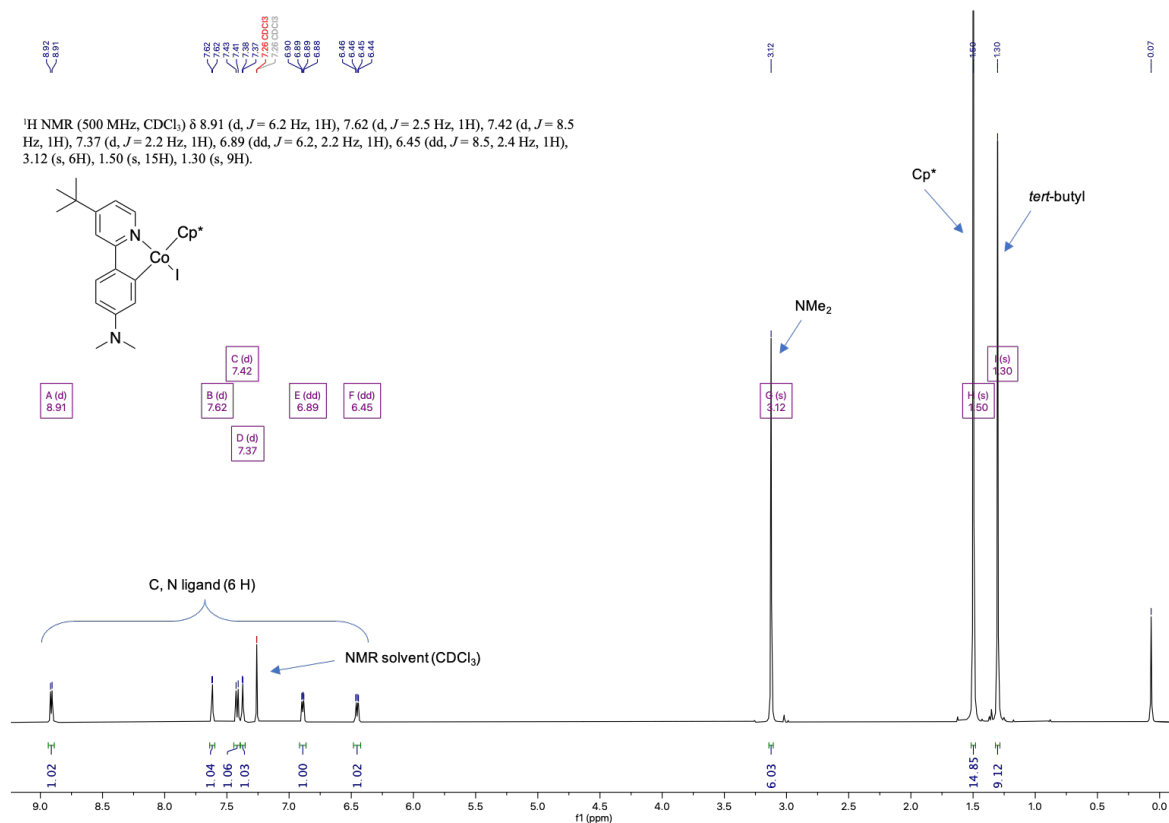 8.92
8.91
7.62
7.62
7.43
7.41
7.38
7.37
7.26 CDCl3
7.26 CDCl3
6.90
6.89
6.89
6.88
6.46
6.46
6.45
6.44
3.12
1.50
1.30
0.07
¹H NMR (500 MHz, CDCl₃) δ 8.91 (d, J = 6.2 Hz, 1H), 7.62 (d, J = 2.5 Hz, 1H), 7.42 (d, J = 8.5
Hz, 1H), 7.37 (d, J = 2.2 Hz, 1H), 6.89 (dd, J = 6.2, 2.2 Hz, 1H), 6.45 (dd, J = 8.5, 2.4 Hz, 1H),
3.12 (s, 6H), 1.50 (s, 15H), 1.30 (s, 9H).
Cp*
tert-butyl
Cp*
N
Co
I
N
NMe₂
C (d)
7.42
I (s)
1.30
A (d)
8.91
B (d)
7.62
E (dd)
6.89
F (dd)
6.45
G (s)
3.12
H (s)
1.50
D (d)
7.37
C, N ligand (6 H)
NMR solvent (CDCl₃)
1.02
1.04
1.06
1.03
1.00
1.02
6.03
14.85
9.12
9.0 8.5 8.0 7.5 7.0 6.5 6.0 5.5 5.0 4.5 4.0 3.5 3.0 2.5 2.0 1.5 1.0 0.5 0.0
f1 (ppm)